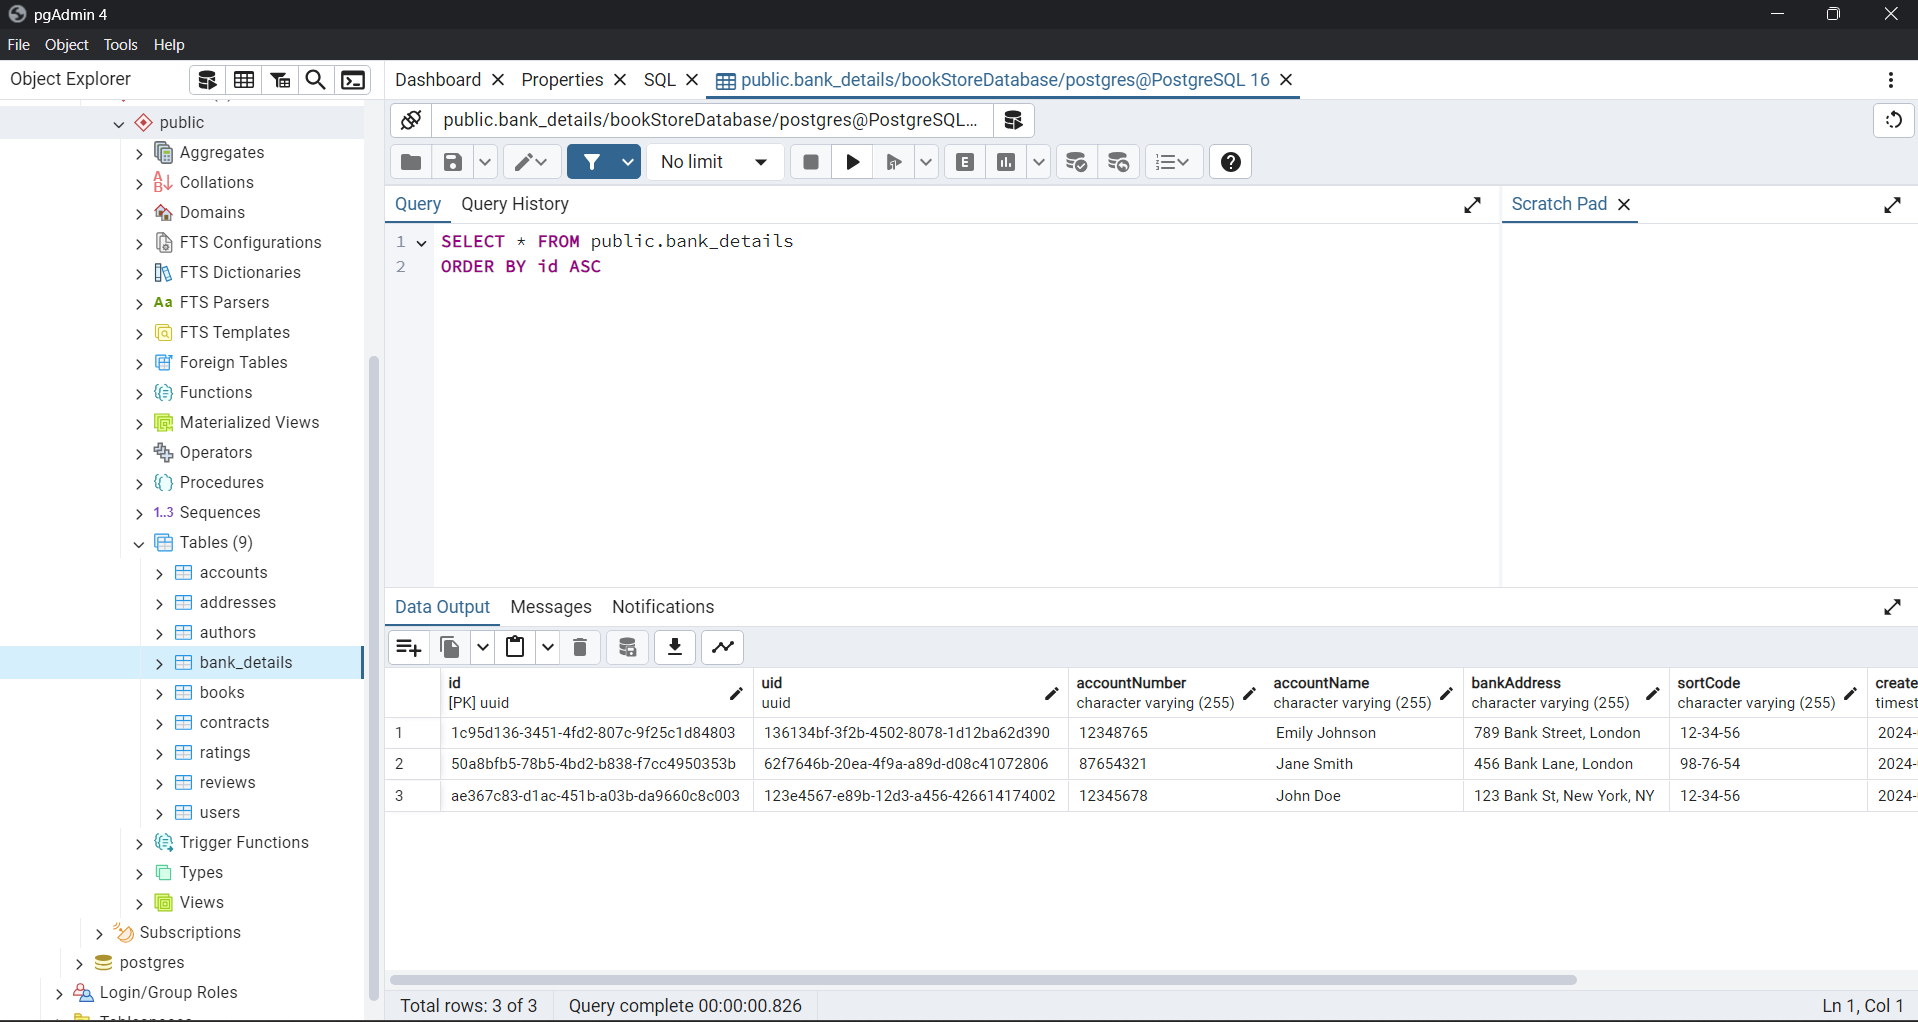 pgAdmin 4
File Object Tools Help
Object Explorer
Dashboard Properties SQL public.bank_details/bookStoreDatabase/postgres@PostgreSQL 16
public.bank_details/bookStoreDatabase/postgres@PostgreSQL...
No limit
Query Query History
Scratch Pad
1 SELECT * FROM public.bank_details
2 ORDER BY id ASC
public
Aggregates
Collations
Domains
FTS Configurations
FTS Dictionaries
Aa FTS Parsers
FTS Templates
Foreign Tables
Functions
Materialized Views
Operators
Procedures
1..3 Sequences
Tables (9)
accounts
addresses
authors
bank_details
books
contracts
ratings
reviews
users
Trigger Functions
Types
Views
Subscriptions
postgres
Login/Group Roles
Data Output Messages Notifications
id uid accountNumber accountName bankAddress sortCode create
[PK] uuid uuid character varying (255) character varying (255) character varying (255) character varying (255) timest
1 1c95d136-3451-4fd2-807c-9f25c1d84803 136134bf-3f2b-4502-8078-1d12ba62d390 12348765 Emily Johnson 789 Bank Street, London 12-34-56 2024-
2 50a8bfb5-78b5-4bd2-b838-f7cc4950353b 62f7646b-20ea-4f9a-a89d-d08c41072806 87654321 Jane Smith 456 Bank Lane, London 98-76-54 2024-
3 ae367c83-d1ac-451b-a03b-da9660c8c003 123e4567-e89b-12d3-a456-426614174002 12345678 John Doe 123 Bank St, New York, NY 12-34-56 2024-
Total rows: 3 of 3 Query complete 00:00:00.826 Ln 1, Col 1